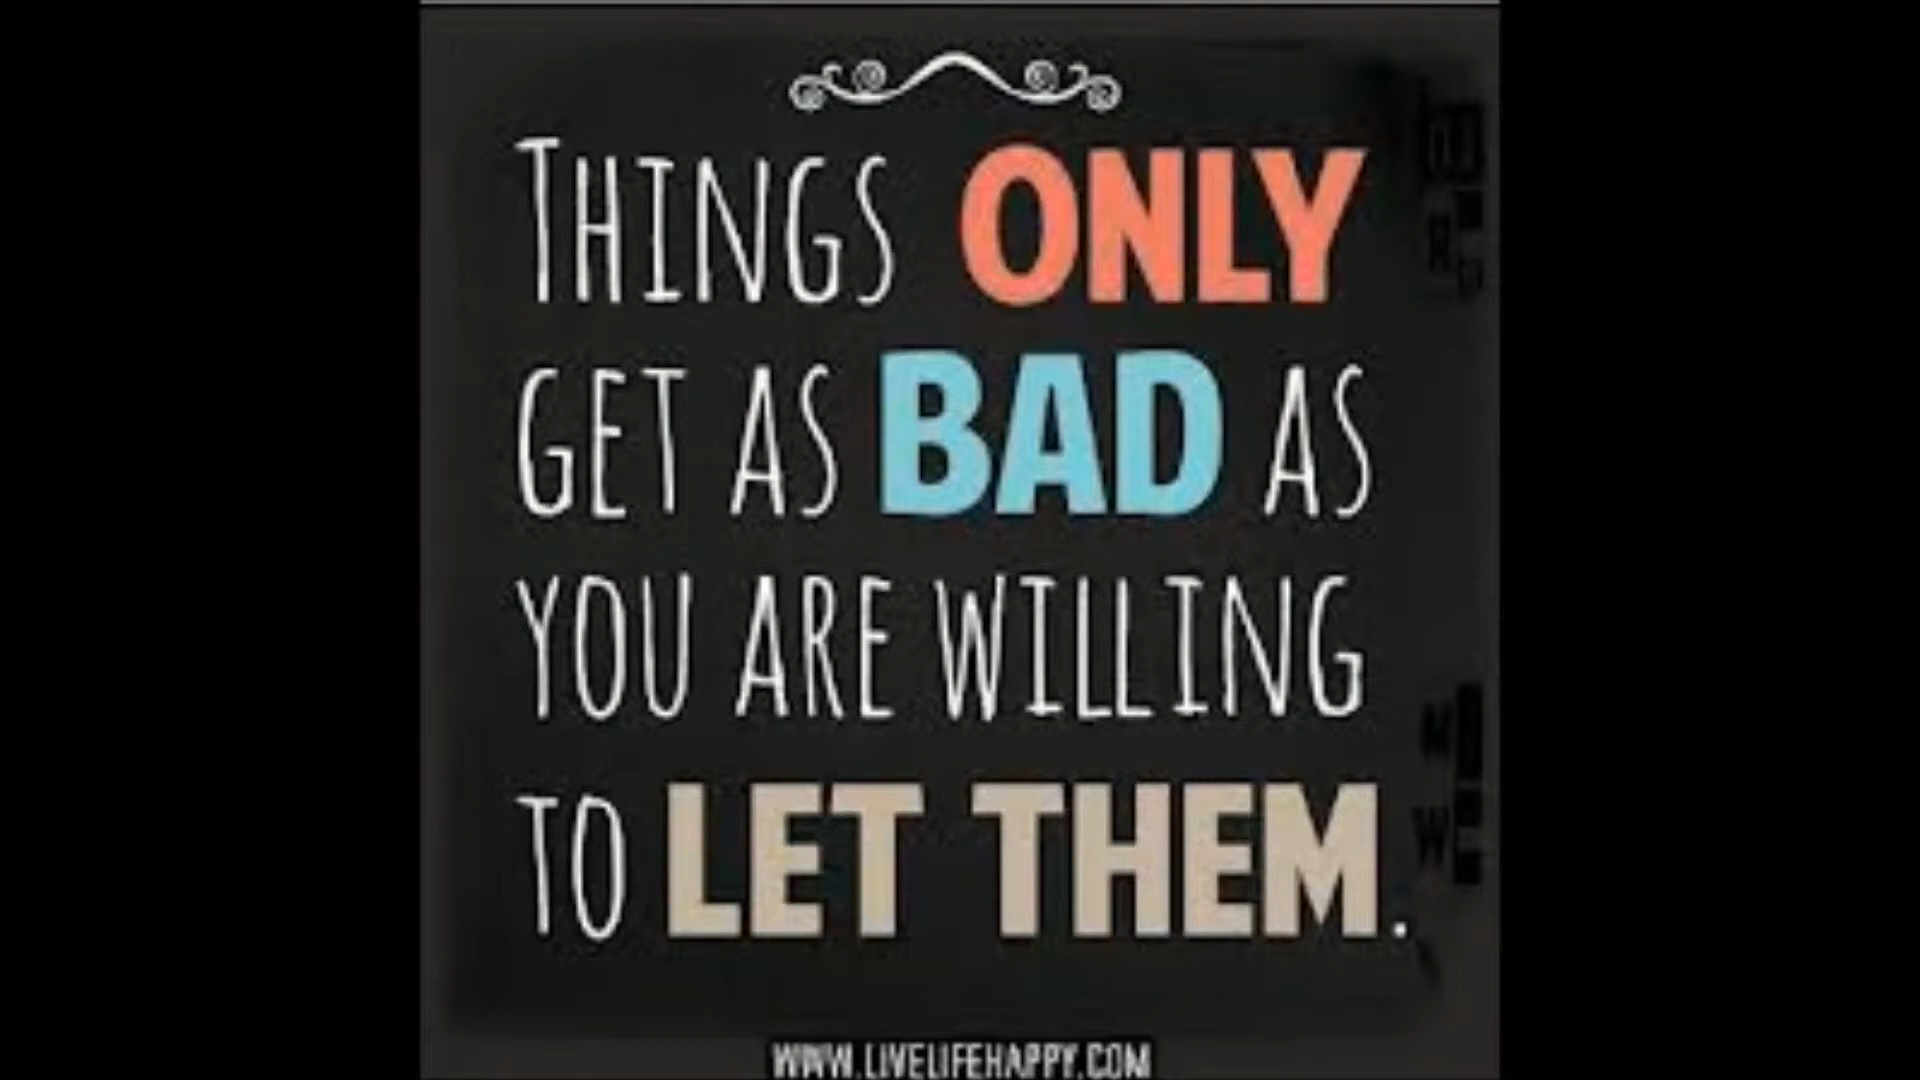 THINGS ONLY
GET AS BAD AS
YOU ARE WILLING
TO LET THEM.
WWW.LIVELIFEHAPPY.COM